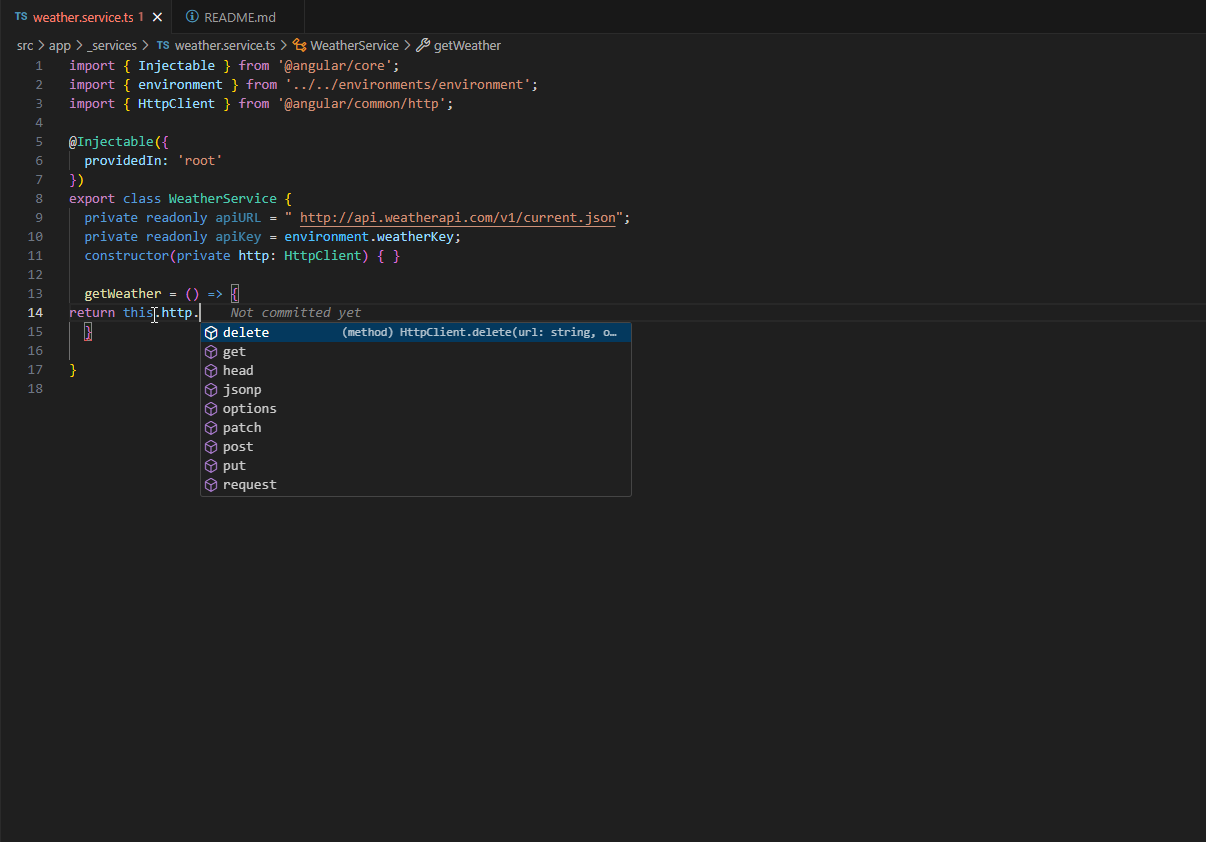 TS weather.service.ts 1 × README.md
src > app > _services > TS weather.service.ts > WeatherService > getWeather
1 import { Injectable } from '@angular/core';
2 import { environment } from '../../environments/environment';
3 import { HttpClient } from '@angular/common/http';
4
5 @Injectable({
6   providedIn: 'root'
7 })
8 export class WeatherService {
9   private readonly apiURL = " http://api.weatherapi.com/v1/current.json";
10   private readonly apiKey = environment.weatherKey;
11   constructor(private http: HttpClient) { }
12
13   getWeather = () => {
14 return this.http. Not committed yet
15   }
delete (method) HttpClient.delete(url: string, o…
16
get
17 }
head
18
jsonp
options
patch
post
put
request